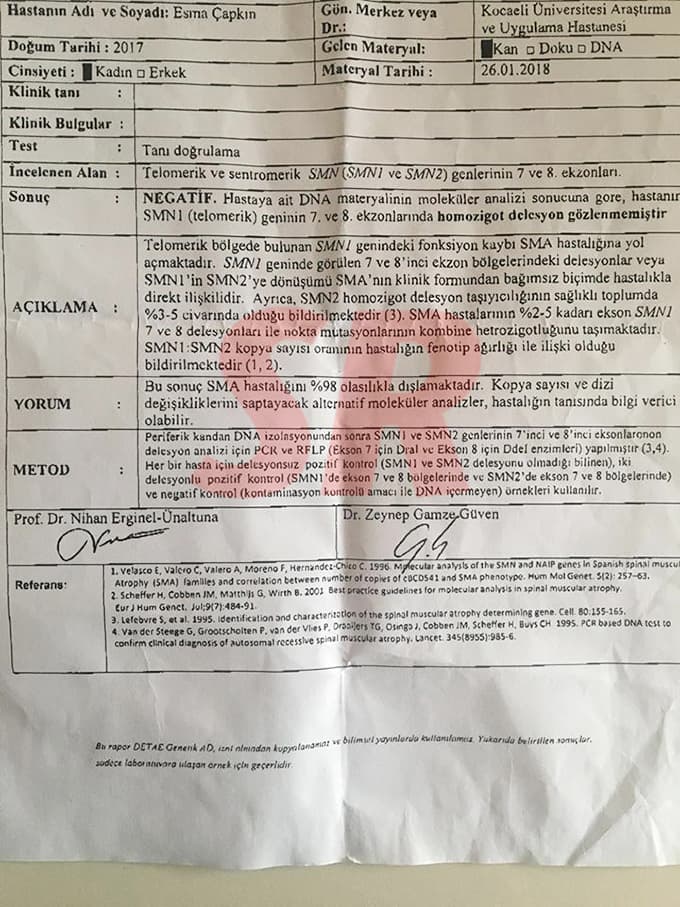 Hastanın Adı ve Soyadı: Esma Çapkın
Gön. Merkez veya Dr.:
Kocaeli Üniversitesi Araştırma ve Uygulama Hastanesi
Doğum Tarihi : 2017
Gelen Materyal:
■Kan □ Doku □ DNA
Cinsiyeti : ■ Kadın □ Erkek
Materyal Tarihi :
26.01.2018
Klinik tanı :
Klinik Bulgular :
Test : Tanı doğrulama
İncelenen Alan : Telomerik ve sentromerik SMN (SMN1 ve SMN2) genlerinin 7 ve 8. ekzonları.
Sonuç : NEGATİF. Hastaya ait DNA materyalinin moleküler analizi sonucuna gore, hastanın
SMN1 (telomerik) geninin 7. ve 8. ekzonlarında homozigot delesyon gözlenmemiştir
AÇIKLAMA :
Telomerik bölgede bulunan SMN1 genindeki fonksiyon kaybı SMA hastalığına yol
açmaktadır. SMN1 geninde görülen 7 ve 8'inci ekzon bölgelerindeki delesyonlar veya
SMN1'in SMN2'ye dönüşümü SMA'nın klinik formundan bağımsız biçimde hastalıkla
direkt ilişkilidir. Ayrıca, SMN2 homozigot delesyon taşıyıcılığının sağlıklı toplumda
%3-5 civarında olduğu bildirilmektedir (3). SMA hastalarının %2-5 kadarı ekson SMN1
7 ve 8 delesyonları ile nokta mutasyonlarının kombine hetrozigotluğunu taşımaktadır.
SMN1:SMN2 kopya sayısı oranının hastalığın fenotip ağırlığı ile ilişki olduğu
bildirilmektedir (1, 2).
YORUM :
Bu sonuç SMA hastalığını %98 olasılıkla dışlamaktadır. Kopya sayısı ve dizi
değişikliklerini saptayacak alternatif moleküler analizler, hastalığın tanısında bilgi verici
olabilir.
METOD :
Periferik kandan DNA izolasyonundan sonra SMN1 ve SMN2 genlerinin 7'inci ve 8'inci eksonlaronon
delesyon analizi için PCR ve RFLP (Ekson 7 için DraI ve Ekson 8 için DdeI enzimleri) yapılmıştır (3,4).
Her bir hasta için delesyonsuz pozitif kontrol (SMN1 ve SMN2 delesyonu olmadığı bilinen), iki
delesyonlu pozitif kontrol (SMN1'de ekson 7 ve 8 bölgelerinde ve SMN2'de ekson 7 ve 8 bölgelerinde)
ve negatif kontrol (kontaminasyon kontrolü amacı ile DNA içermeyen) örnekleri kullanılır.
Prof. Dr. Nihan Erginel-Ünaltuna
Dr. Zeynep Gamze Güven
Referans:
1. Velasco E, Valero C, Valero A, Moreno F, Hernandez-Chico C. 1996. Molecular analysis of the SMN and NAIP genes in Spanish spinal muscular
Atrophy (SMA) families and correlation between number of copies of cBCD541 and SMA phenotype. Hum Mol Genet. 5(2): 257-63.
2. Scheffer H, Cobben JM, Matthijs G, Wirth B. 2001 Best practice guidelines for molecular analysis in spinal muscular atrophy.
Eur J Hum Genet. Jul;9(7):484-91.
3. Lefebvre S, et al. 1995. Identification and characterization of the spinal muscular atrophy determining gene. Cell. 80:155-165.
4. Van der Steege G, Grootscholten P, van der Vlies P, Draaijers TG, Osinga J, Cobben JM, Scheffer H, Buys CH. 1995. PCR based DNA test to
confirm clinical diagnosis of autosomal recessive spinal muscular atrophy. Lancet. 345(8955):985-6.
Bu rapor DETAE Genetik AD, izni olmadan kopyalanamaz ve bilimsel yayınlarda kullanılamaz. Yukarıda belirtilen sonuçlar,
sadece laboratuvara ulaşan örnek için geçerlidir.